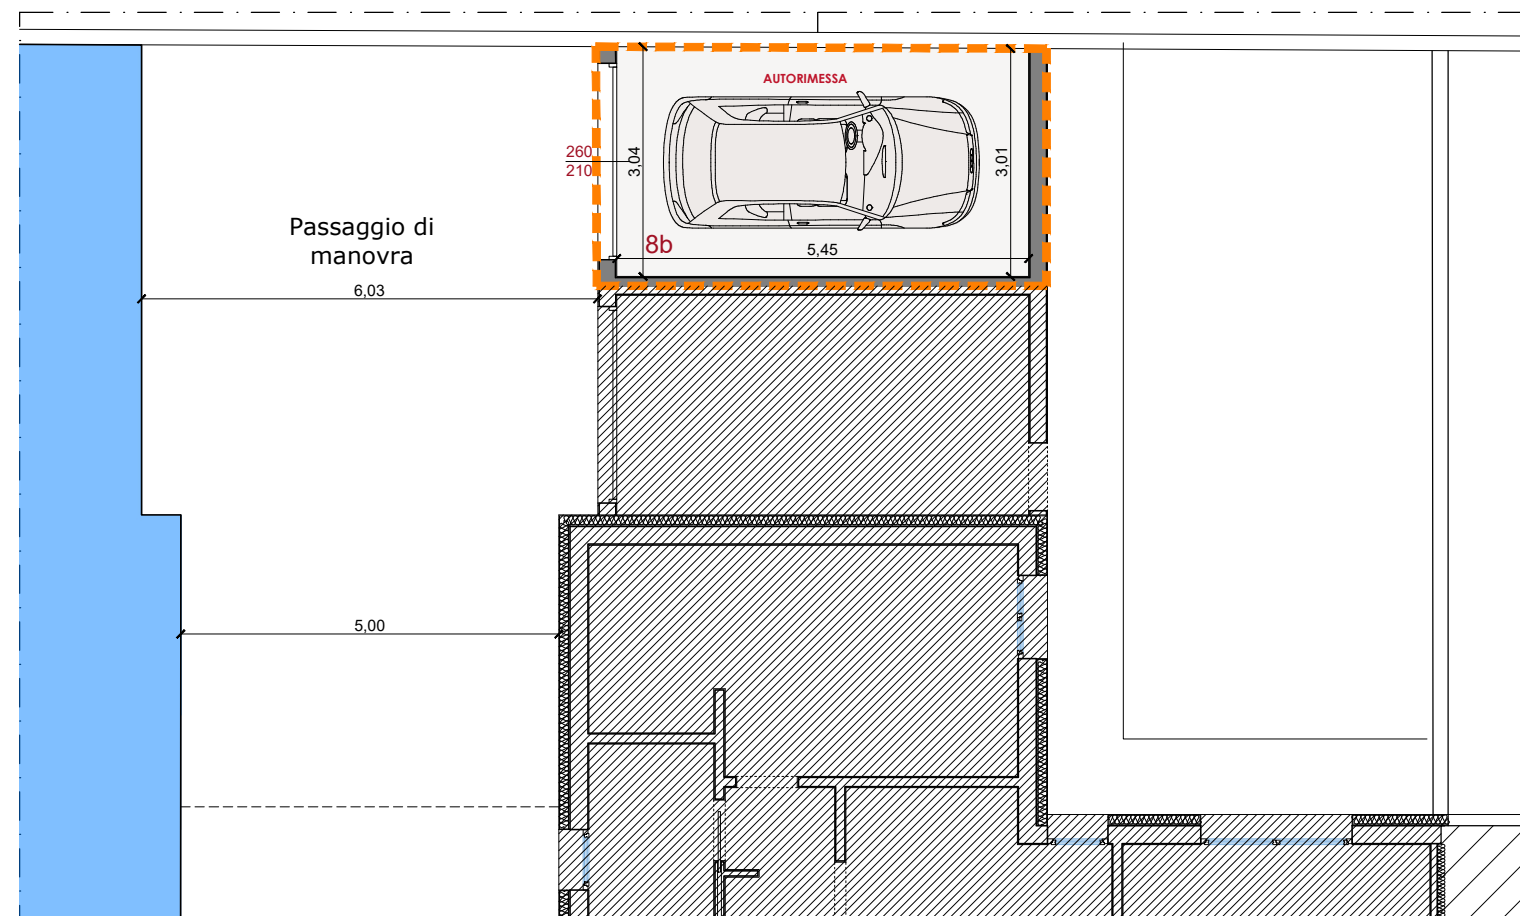 AUTORIMESSA
260
210
3,04
3,01
Passaggio di
manovra
8b
5,45
6,03
5,00